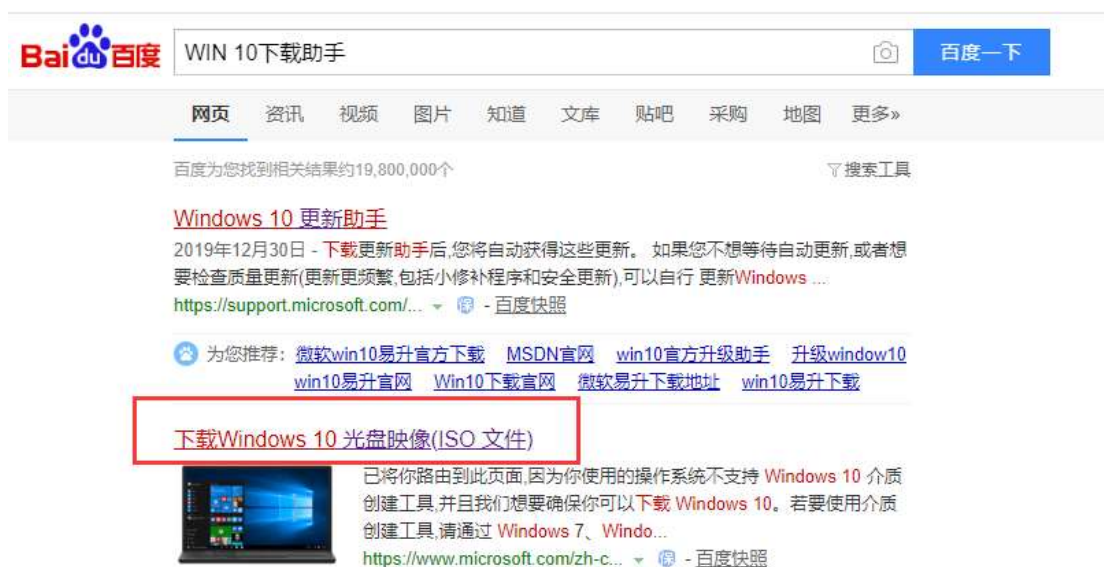 Bai du 百度 WIN 10下载助手 百度一下
网页 资讯 视频 图片 知道 文库 贴吧 采购 地图 更多»
百度为您找到相关结果约19,800,000个 搜索工具
Windows 10 更新助手
2019年12月30日 - 下载更新助手后,您将自动获得这些更新。 如果您不想等待自动更新,或者想
要检查质量更新(更新更频繁,包括小修补程序和安全更新),可以自行 更新Windows ...
https://support.microsoft.com/... 保 - 百度快照
为您推荐: 微软win10易升官方下载 MSDN官网 win10官方升级助手 升级window10
win10易升官网 Win10下载官网 微软易升下载地址 win10易升下载
下载Windows 10 光盘映像(ISO 文件)
已将你路由到此页面,因为你使用的操作系统不支持 Windows 10 介质
创建工具,并且我们想要确保你可以下载 Windows 10。若要使用介质
创建工具,请通过 Windows 7、Windo...
https://www.microsoft.com/zh-c... 保 - 百度快照